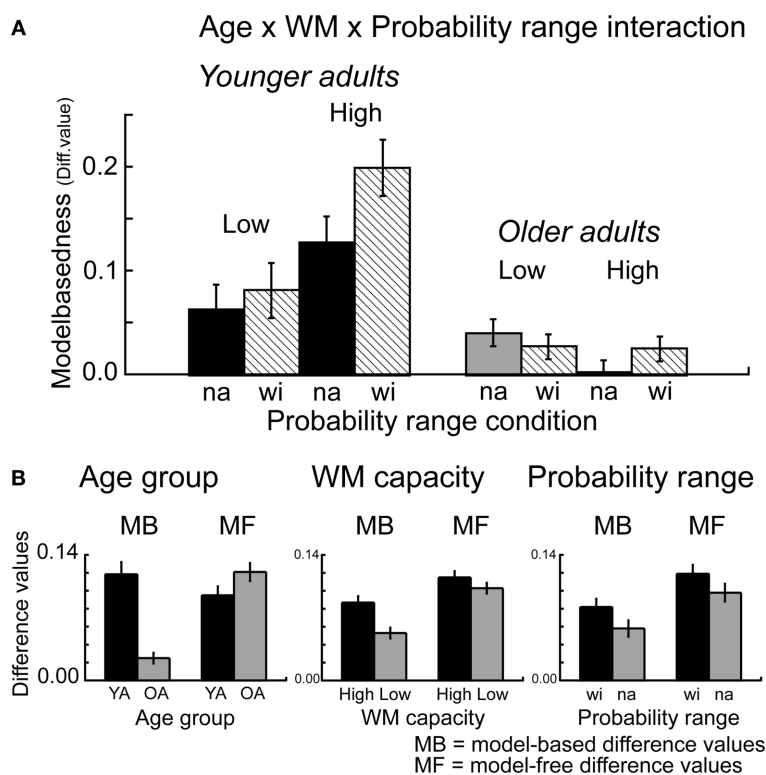 A
Age x WM x Probability range interaction
Younger adults
High
Low
Older adults
Low High
Modelbasedness (Diff.value)
0.2
0.1
0.0
na wi na wi na wi na wi
Probability range condition
B
Age group WM capacity Probability range
MB MF MB MF MB MF
Difference values
0.14 0.14 0.14
0.00 0.00 0.00
YA OA YA OA High Low High Low wi na wi na
Age group WM capacity Probability range
MB = model-based difference values
MF = model-free difference values